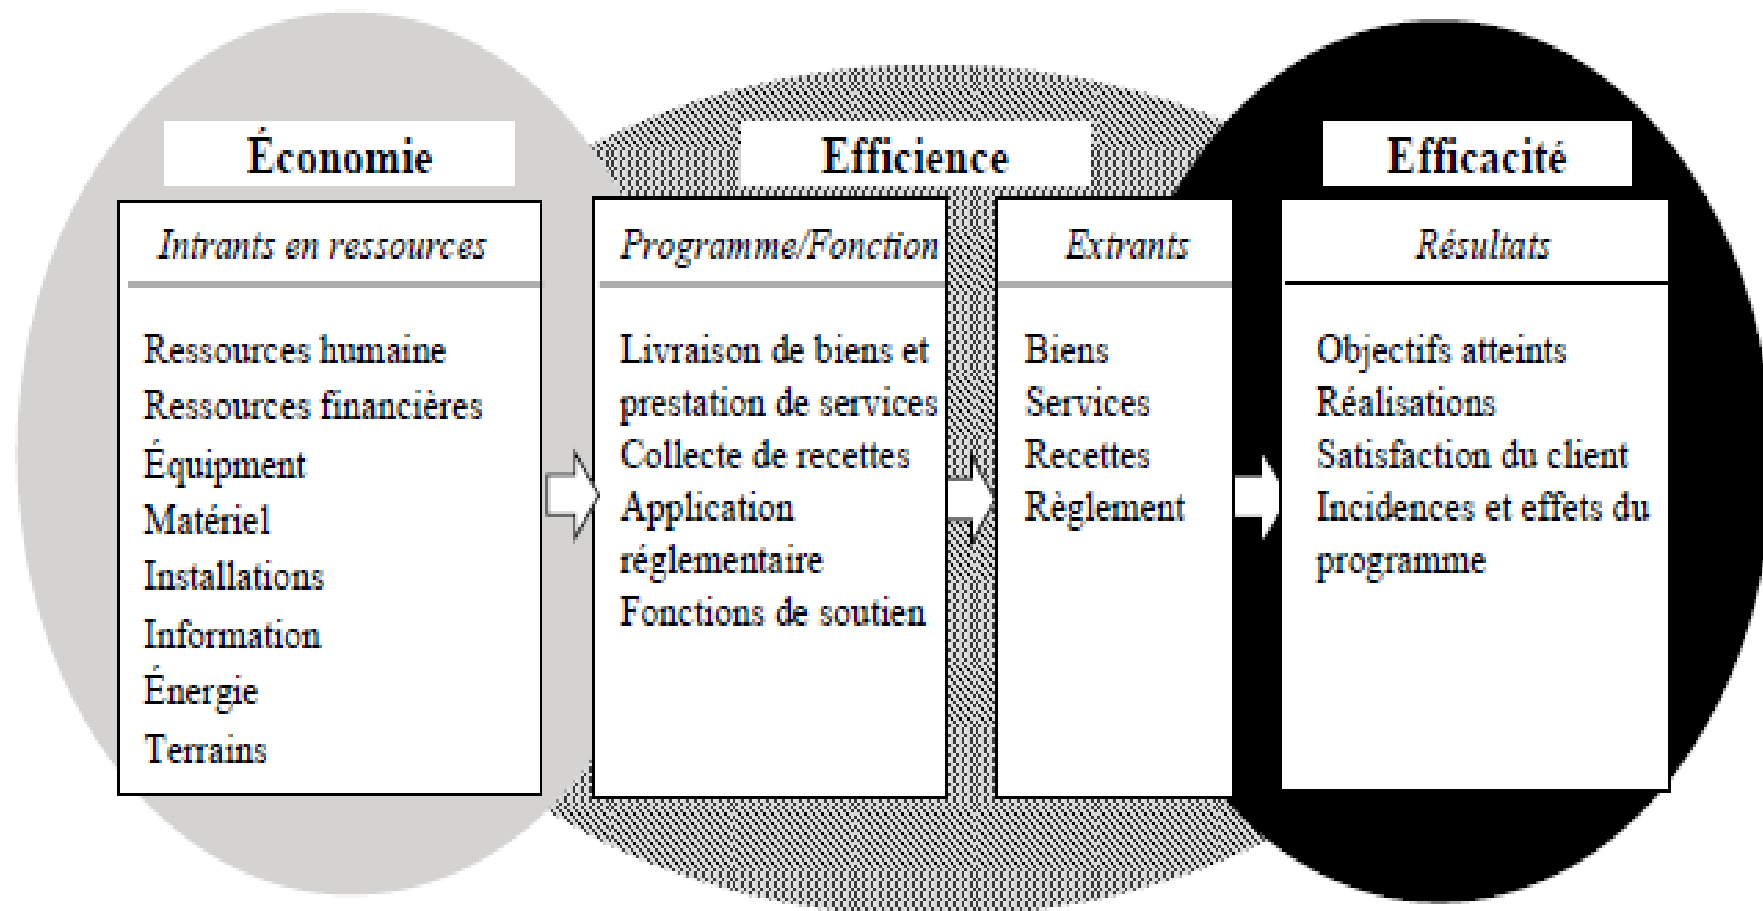 Économie
Intrants en ressources
Ressources humaine
Ressources financières
Équipment
Matériel
Installations
Information
Énergie
Terrains
Efficience
Programme/Fonction
Livraison de biens et
prestation de services
Collecte de recettes
Application
réglementaire
Fonctions de soutien
Extrants
Biens
Services
Recettes
Règlement
Efficacité
Résultats
Objectifs atteints
Réalisations
Satisfaction du client
Incidences et effets du
programme